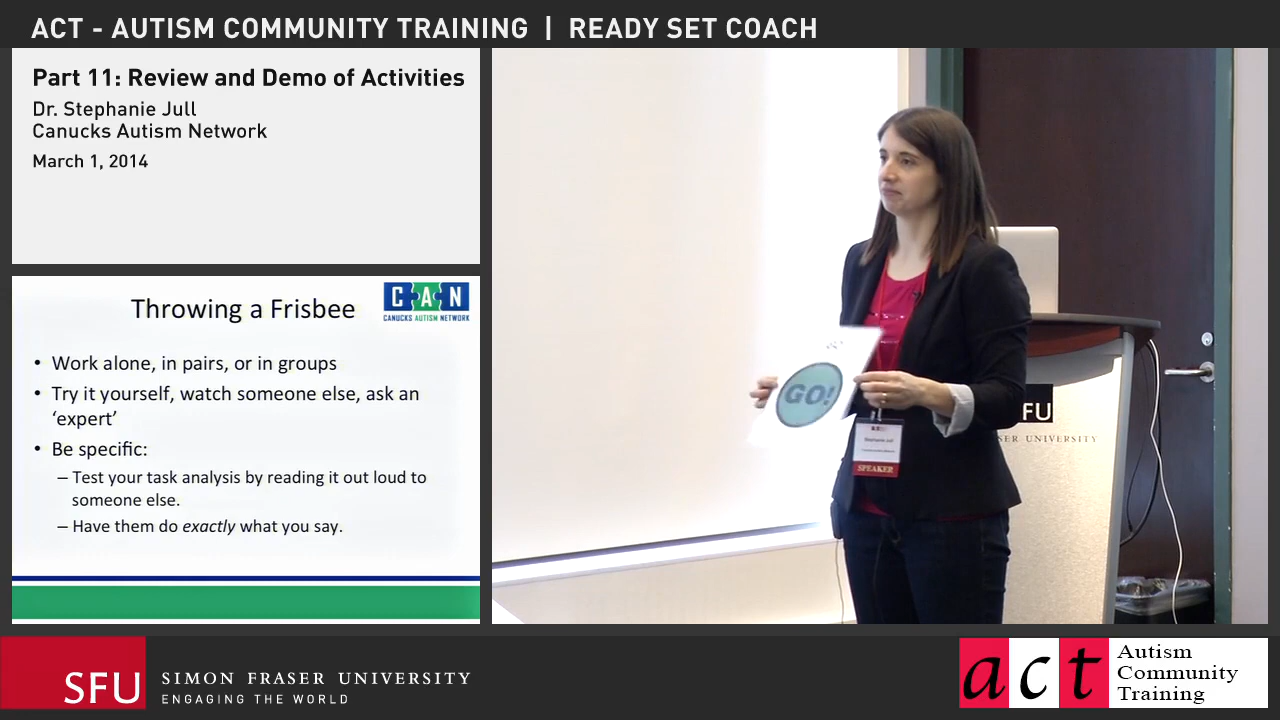 ACT - AUTISM COMMUNITY TRAINING | READY SET COACH
Part 11: Review and Demo of Activities
Dr. Stephanie Jull
Canucks Autism Network
March 1, 2014
Throwing a Frisbee
CAN
CANUCKS AUTISM NETWORK
• Work alone, in pairs, or in groups
• Try it yourself, watch someone else, ask an
'expert'
• Be specific:
– Test your task analysis by reading it out loud to
someone else.
– Have them do exactly what you say.
GO!
Stephanie Jull
SPEAKER
FU
SER UNIVERSITY
SFU
SIMON FRASER UNIVERSITY
ENGAGING THE WORLD
act
Autism
Community
Training